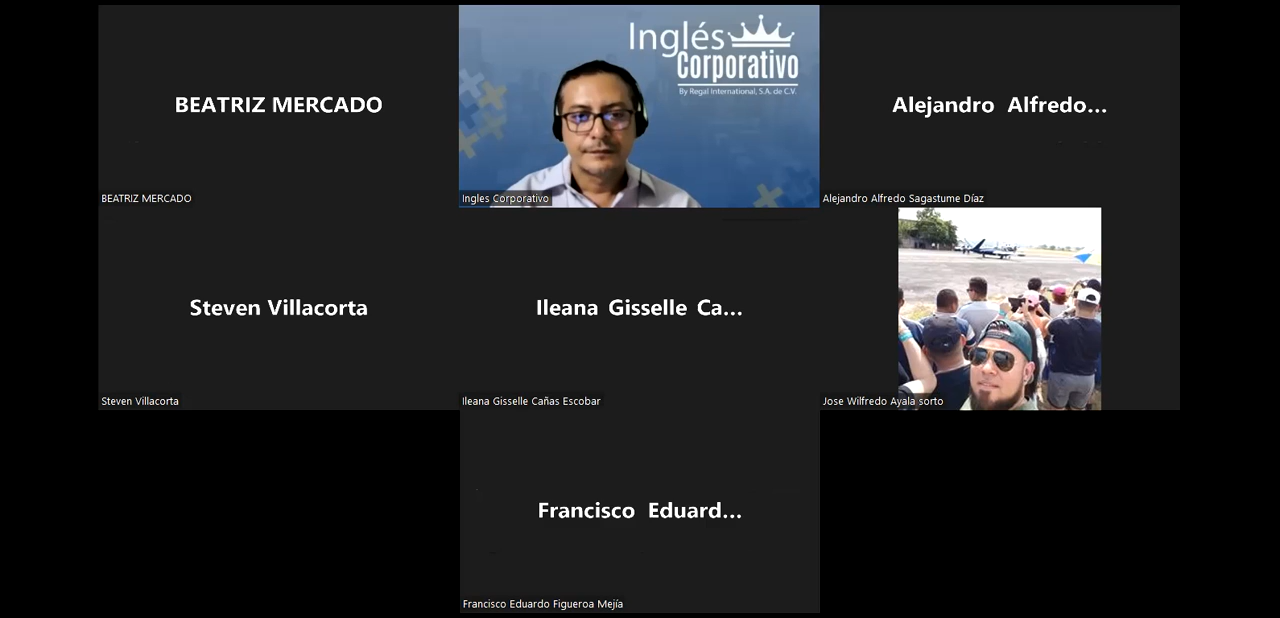 BEATRIZ MERCADO
BEATRIZ MERCADO
Inglés
Corporativo
By Regal International, S.A. de C.V.
Ingles Corporativo
Alejandro Alfredo...
Alejandro Alfredo Sagastume Díaz
Steven Villacorta
Steven Villacorta
Ileana Gisselle Ca...
Ileana Gisselle Cañas Escobar
Jose Wilfredo Ayala sorto
Francisco Eduard...
Francisco Eduardo Figueroa Mejía